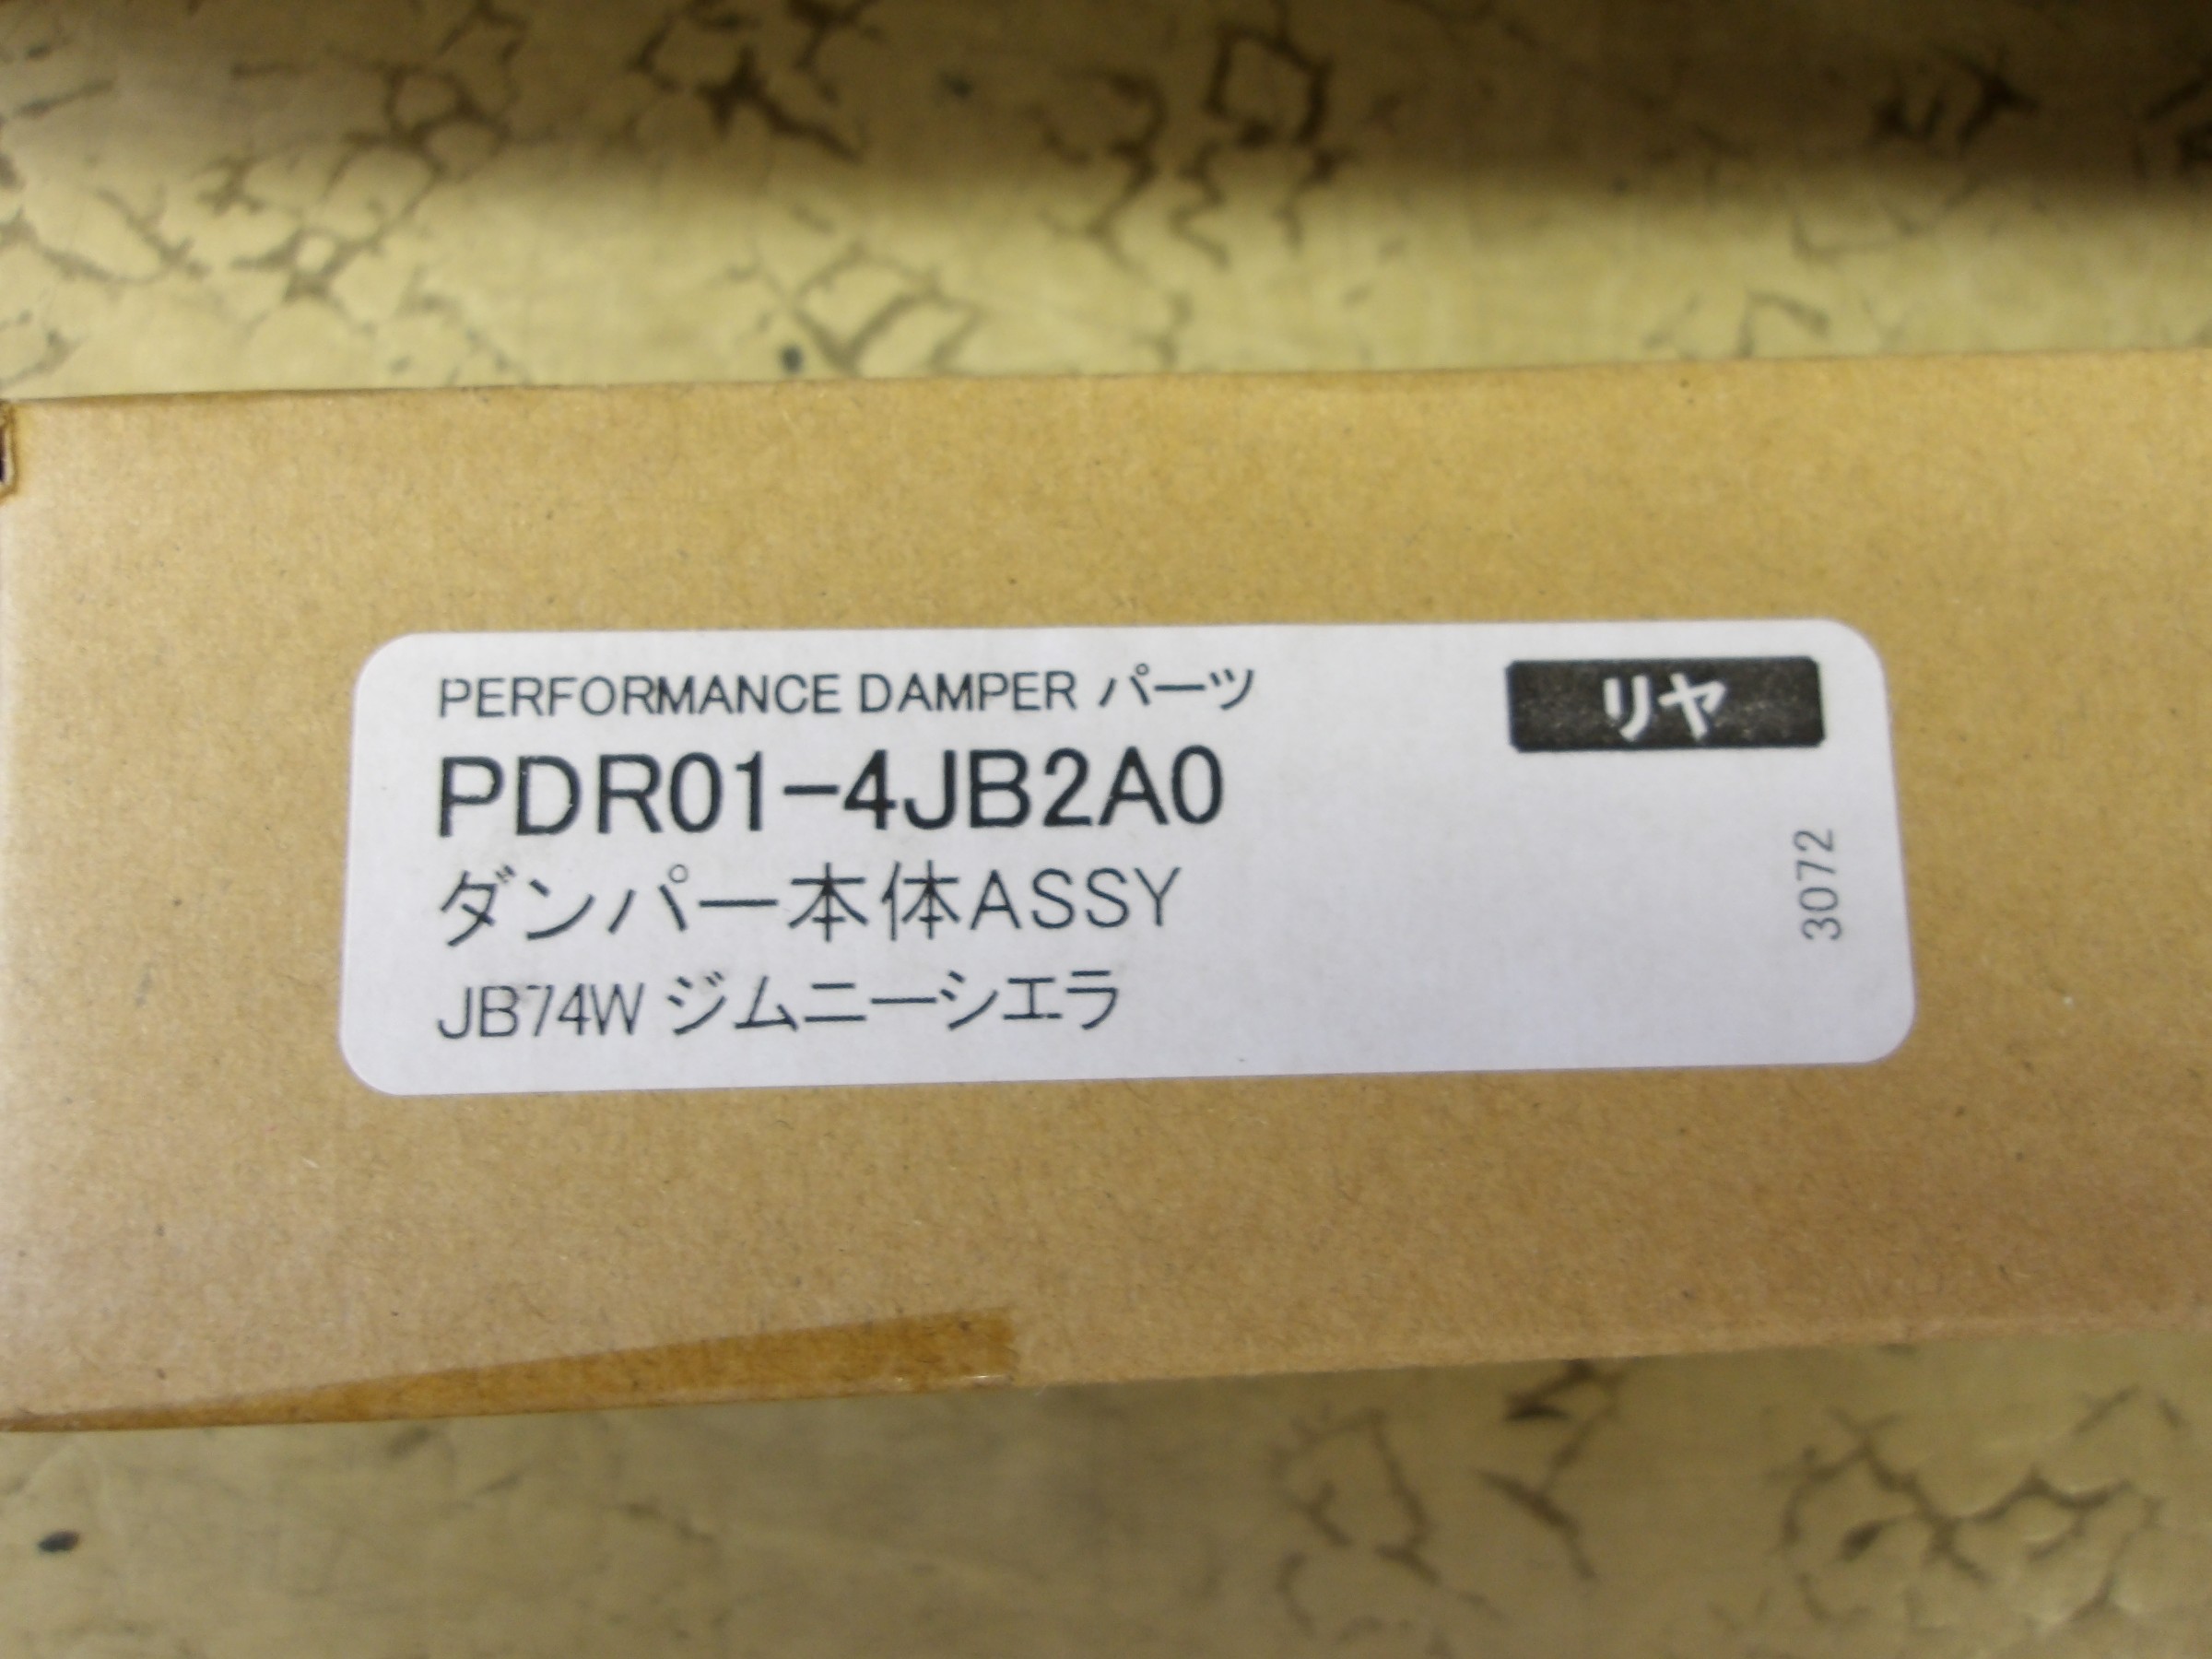 PERFORMANCE DAMPER パーツ
リヤ
PDR01-4JB2A0
ダンパー本体ASSY
JB74W ジムニーシエラ
3072